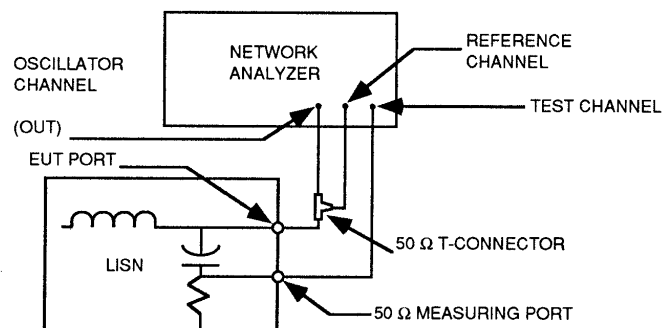 NETWORK
ANALYZER
REFERENCE
CHANNEL
OSCILLATOR
CHANNEL
(OUT)
TEST CHANNEL
EUT PORT
50 Ω T-CONNECTOR
LISN
50 Ω MEASURING PORT